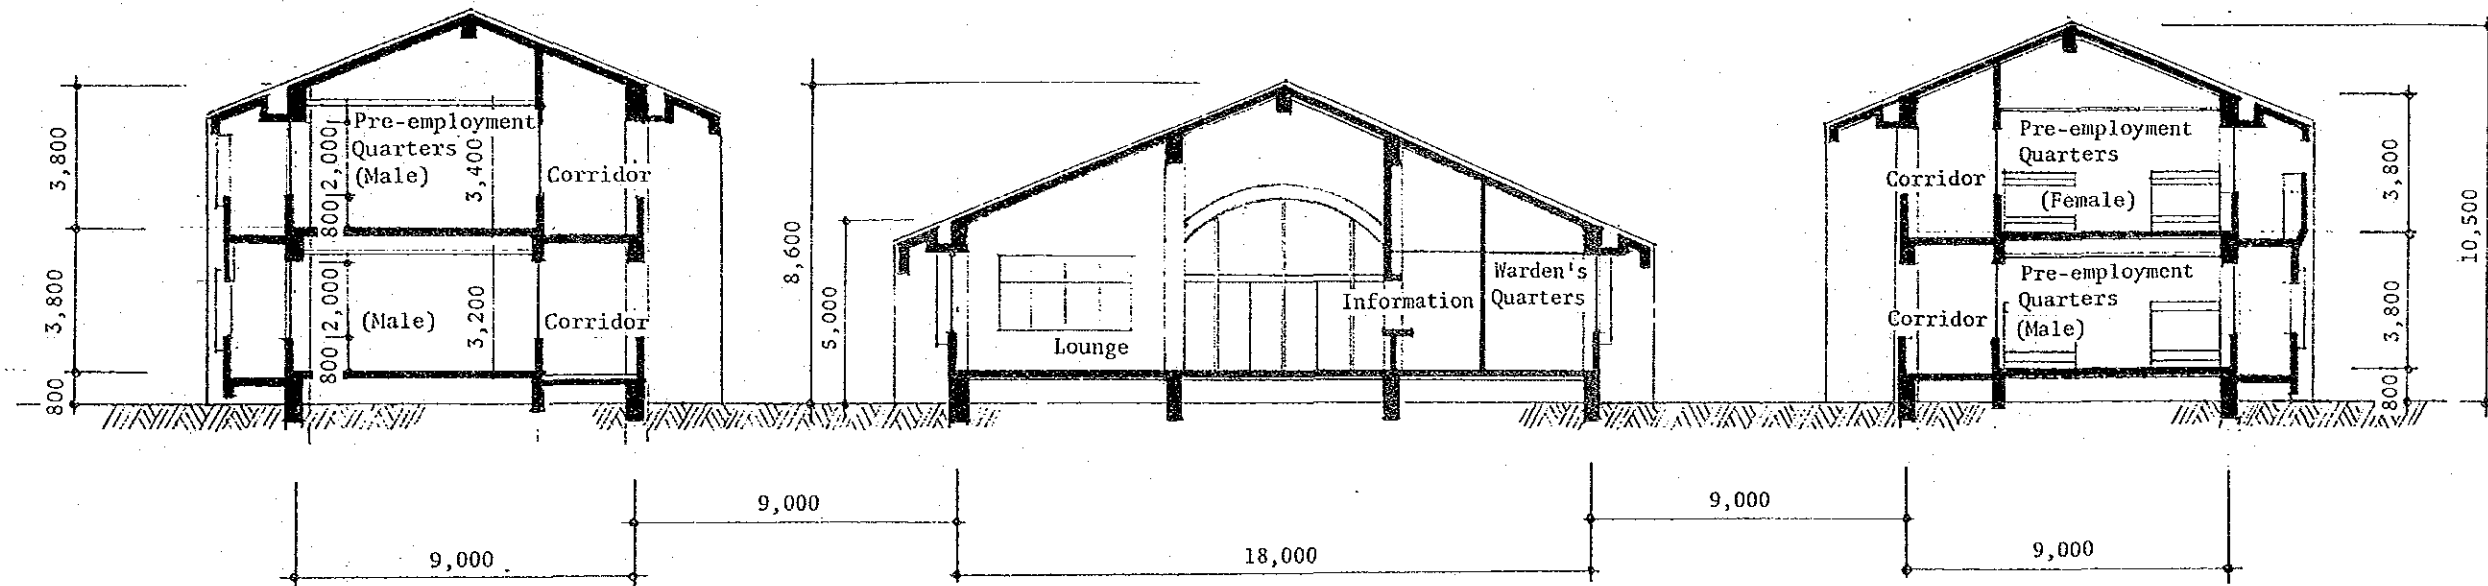 3,800
3,800
800
Pre-employment
Quarters
(Male)
2,000
800
3,400
Corridor
(Male)
2,000
800
3,200
Corridor
8,600
5,000
Lounge
Information
Warden's
Quarters
Corridor
Pre-employment
Quarters
(Female)
Corridor
Pre-employment
Quarters
(Male)
3,800
3,800
800
10,500
9,000
9,000
18,000
9,000
9,000